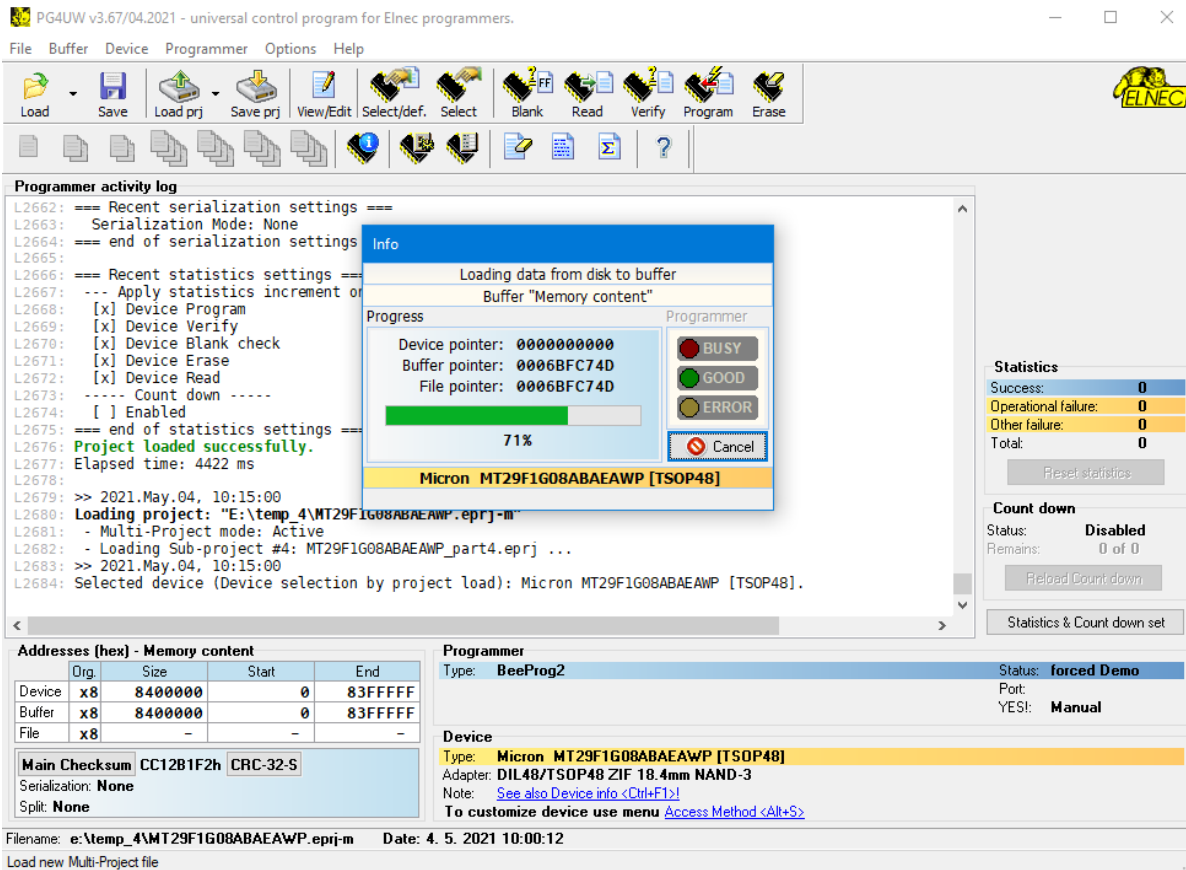 PG4UW v3.67/04.2021 - universal control program for Elnec programmers.
File Buffer Device Programmer Options Help
Load Save Load prj Save prj View/Edit Select/def. Select Blank Read Verify Program Erase
FF
ELNEC
Programmer activity log
L2662: === Recent serialization settings ===
L2663: Serialization Mode: None
L2664: === end of serialization settings
L2665:
L2666: === Recent statistics settings ===
L2667: --- Apply statistics increment on
L2668: [x] Device Program
L2669: [x] Device Verify
L2670: [x] Device Blank check
L2671: [x] Device Erase
L2672: [x] Device Read
L2673: ----- Count down -----
L2674: [ ] Enabled
L2675: === end of statistics settings ===
L2676: Project loaded successfully.
L2677: Elapsed time: 4422 ms
L2678:
L2679: >> 2021.May.04, 10:15:00
L2680: Loading project: "E:\temp_4\MT29F1G08ABAEAWP.eprj-m"
L2681: - Multi-Project mode: Active
L2682: - Loading Sub-project #4: MT29F1G08ABAEAWP_part4.eprj ...
L2683: >> 2021.May.04, 10:15:00
L2684: Selected device (Device selection by project load): Micron MT29F1G08ABAEAWP [TSOP48].
Info
Loading data from disk to buffer
Buffer "Memory content"
Progress
Device pointer: 0000000000
Buffer pointer: 0006BFC74D
File pointer: 0006BFC74D
71%
Programmer
BUSY
GOOD
ERROR
Cancel
Micron MT29F1G08ABAEAWP [TSOP48]
Statistics
Success: 0
Operational failure: 0
Other failure: 0
Total: 0
Reset statistics
Count down
Status: Disabled
Remains: 0 of 0
Reload Count down
Statistics & Count down set
Addresses (hex) - Memory content
Org. Size Start End
Device x8 8400000 0 83FFFFF
Buffer x8 8400000 0 83FFFFF
File x8 - - -
Main Checksum CC12B1F2h CRC-32-S
Serialization: None
Split: None
Programmer
Type: BeeProg2
Status: forced Demo
Port:
YES!: Manual
Device
Type: Micron MT29F1G08ABAEAWP [TSOP48]
Adapter: DIL48/TSOP48 ZIF 18.4mm NAND-3
Note: See also Device info <Ctrl+F1>!
To customize device use menu Access Method <Alt+S>
Filename: e:\temp_4\MT29F1G08ABAEAWP.eprj-m Date: 4. 5. 2021 10:00:12
Load new Multi-Project file